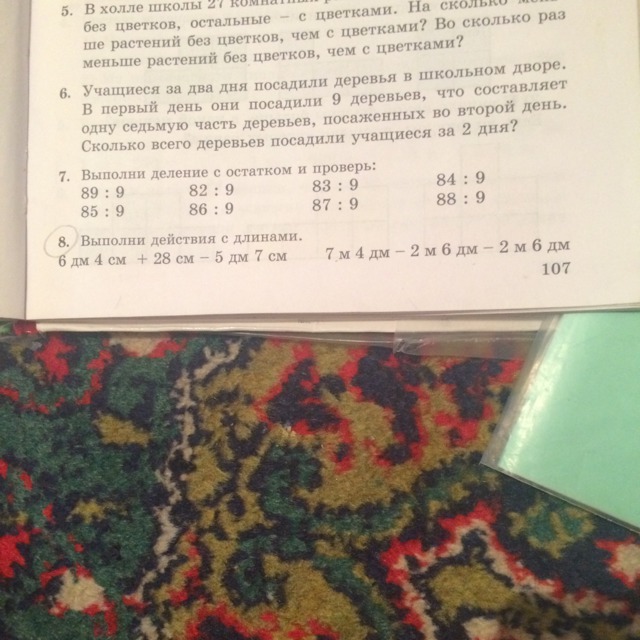 5. В холле школы 27
без цветков, остальные – с цветками. На сколько
ше растений без цветков, чем с цветками? Во сколько раз
меньше растений без цветков, чем с цветками?
6. Учащиеся за два дня посадили деревья в школьном дворе.
В первый день они посадили 9 деревьев, что составляет
одну седьмую часть деревьев, посаженных во второй день.
Сколько всего деревьев посадили учащиеся за 2 дня?
7. Выполни деление с остатком и проверь:
89 : 9 82 : 9 83 : 9 84 : 9
85 : 9 86 : 9 87 : 9 88 : 9
8. Выполни действия с длинами.
6 дм 4 см + 28 см – 5 дм 7 см 7 м 4 дм – 2 м 6 дм – 2 м 6 дм
107